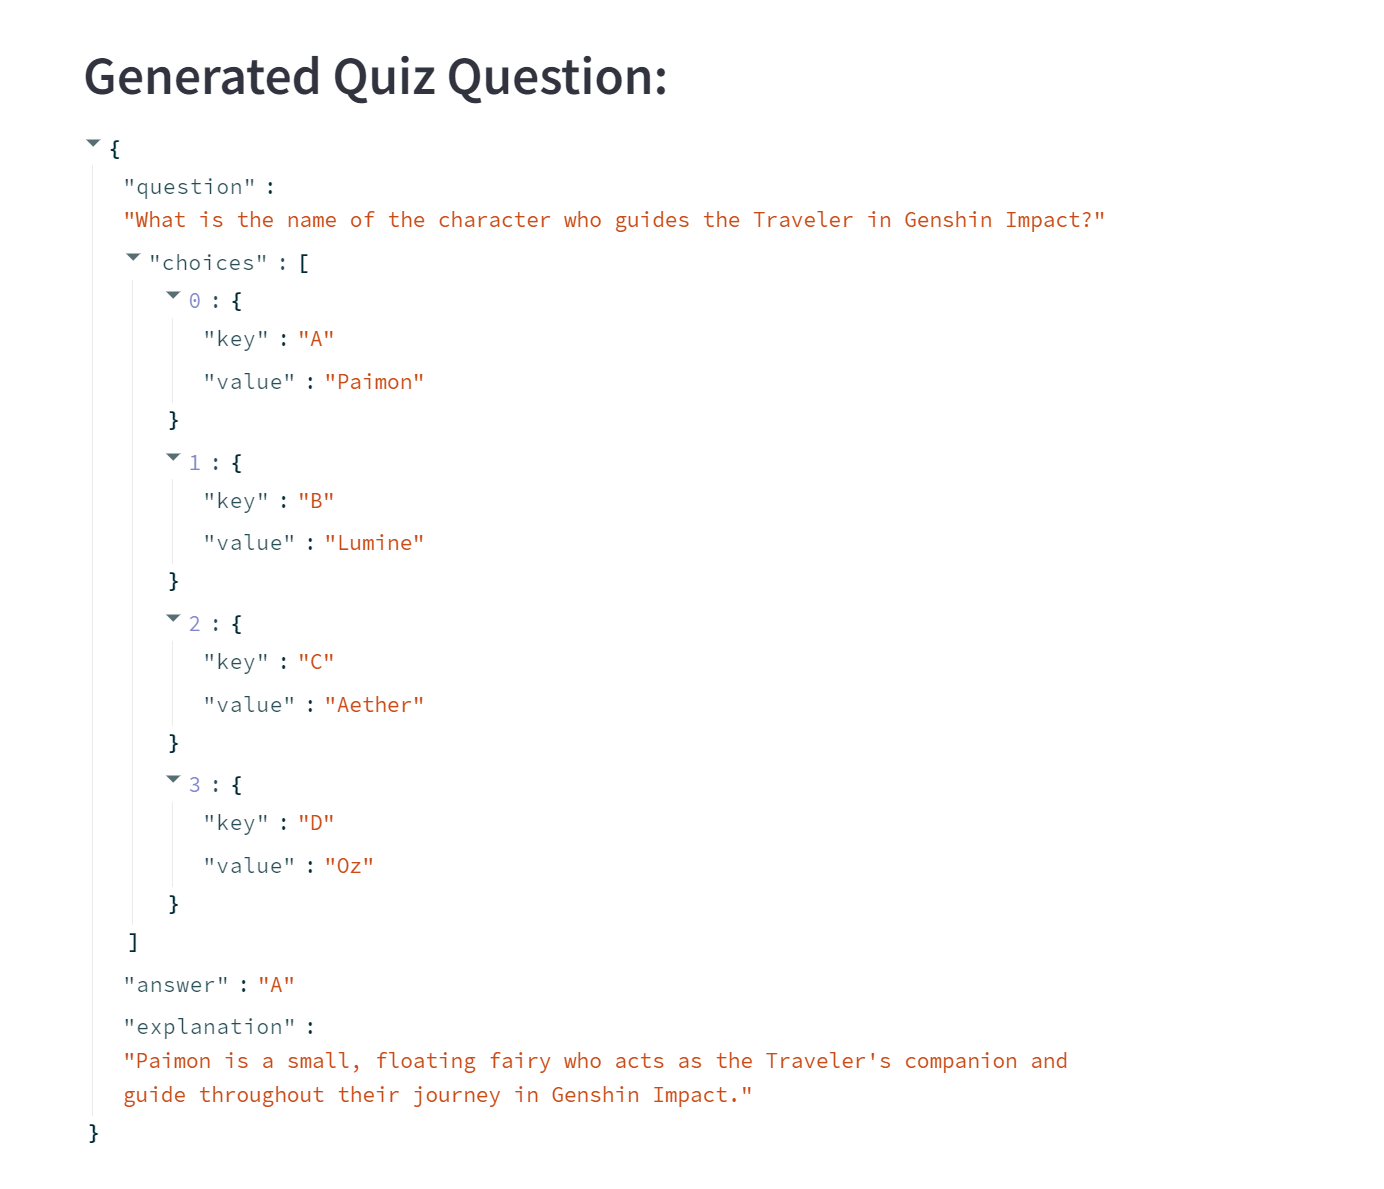 Generated Quiz Question:
{
"question" :
"What is the name of the character who guides the Traveler in Genshin Impact?"
"choices" : [
0 : {
"key" : "A"
"value" : "Paimon"
}
1 : {
"key" : "B"
"value" : "Lumine"
}
2 : {
"key" : "C"
"value" : "Aether"
}
3 : {
"key" : "D"
"value" : "Oz"
}
]
"answer" : "A"
"explanation" :
"Paimon is a small, floating fairy who acts as the Traveler's companion and
guide throughout their journey in Genshin Impact."
}